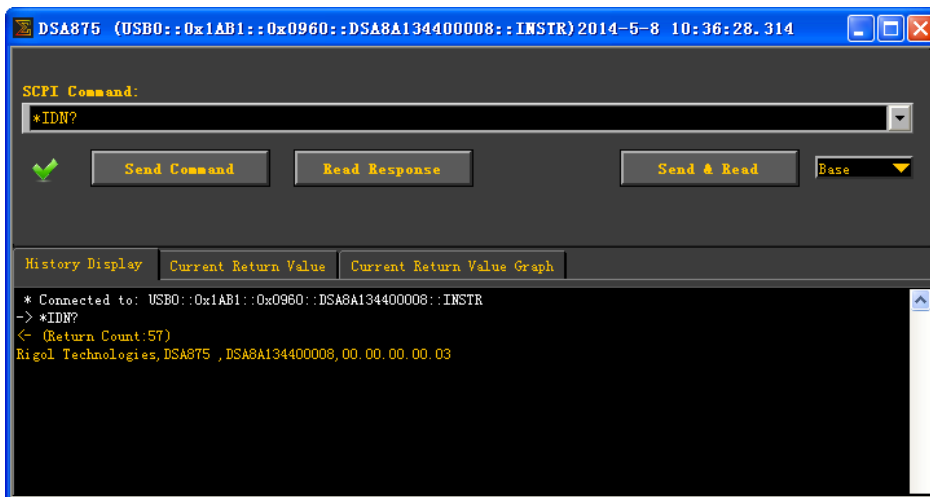 DSA875 (USB0::0x1AB1::0x0960::DSA8A134400008::INSTR)2014-5-8 10:36:28.314
SCPI Command:
*IDN?
Send Command Read Response Send & Read Base
History Display Current Return Value Current Return Value Graph
* Connected to: USB0::0x1AB1::0x0960::DSA8A134400008::INSTR
-> *IDN?
<- (Return Count:57)
Rigol Technologies,DSA875 ,DSA8A134400008,00.00.00.00.03